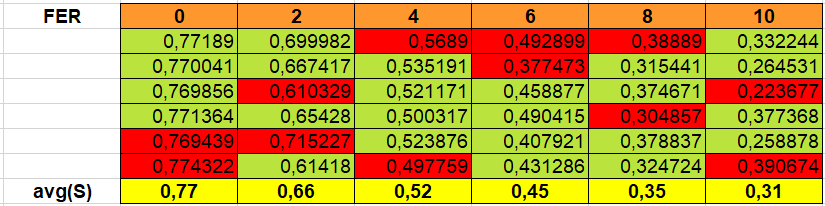 FER 0 2 4 6 8 10
0,77189 0,699982 0,5689 0,492899 0,38889 0,332244
0,770041 0,667417 0,535191 0,377473 0,315441 0,264531
0,769856 0,610329 0,521171 0,458877 0,374671 0,223677
0,771364 0,65428 0,500317 0,490415 0,304857 0,377368
0,769439 0,715227 0,523876 0,407921 0,378837 0,258878
0,774322 0,61418 0,497759 0,431286 0,324724 0,390674
avg(S) 0,77 0,66 0,52 0,45 0,35 0,31